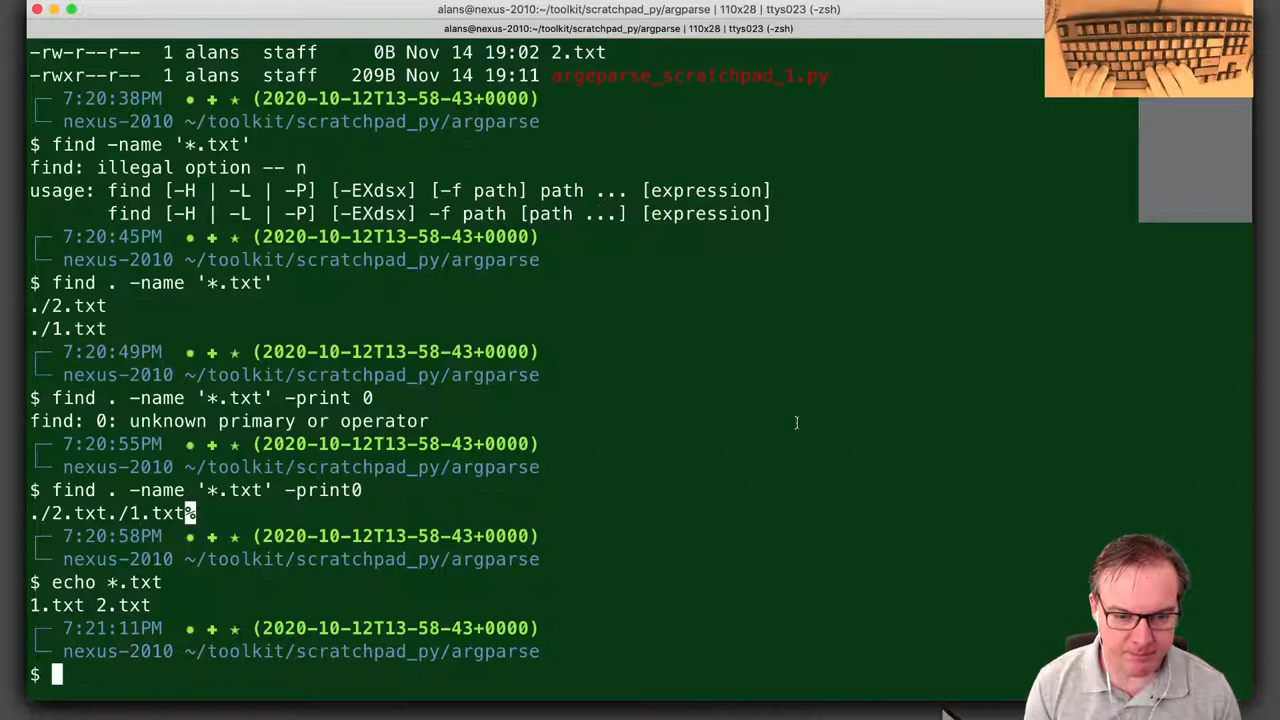 alans@nexus-2010:~/toolkit/scratchpad_py/argparse | 110x28 | ttys023 (-zsh)
alans@nexus-2010:~/toolkit/scratchpad_py/argparse | 110x28 | ttys023 (-zsh)
-rw-r--r-- 1 alans staff 0B Nov 14 19:02 2.txt
-rwxr--r-- 1 alans staff 209B Nov 14 19:11 argeparse_scratchpad_1.py
7:20:38PM ● ✚ ★ (2020-10-12T13-58-43+0000)
nexus-2010 ~/toolkit/scratchpad_py/argparse
$ find -name '*.txt'
find: illegal option -- n
usage: find [-H | -L | -P] [-EXdsx] [-f path] path ... [expression]
find [-H | -L | -P] [-EXdsx] -f path [path ...] [expression]
7:20:45PM ● ✚ ★ (2020-10-12T13-58-43+0000)
nexus-2010 ~/toolkit/scratchpad_py/argparse
$ find . -name '*.txt'
./2.txt
./1.txt
7:20:49PM ● ✚ ★ (2020-10-12T13-58-43+0000)
nexus-2010 ~/toolkit/scratchpad_py/argparse
$ find . -name '*.txt' -print 0
find: 0: unknown primary or operator
7:20:55PM ● ✚ ★ (2020-10-12T13-58-43+0000)
nexus-2010 ~/toolkit/scratchpad_py/argparse
$ find . -name '*.txt' -print0
./2.txt./1.txt%
7:20:58PM ● ✚ ★ (2020-10-12T13-58-43+0000)
nexus-2010 ~/toolkit/scratchpad_py/argparse
$ echo *.txt
1.txt 2.txt
7:21:11PM ● ✚ ★ (2020-10-12T13-58-43+0000)
nexus-2010 ~/toolkit/scratchpad_py/argparse
$